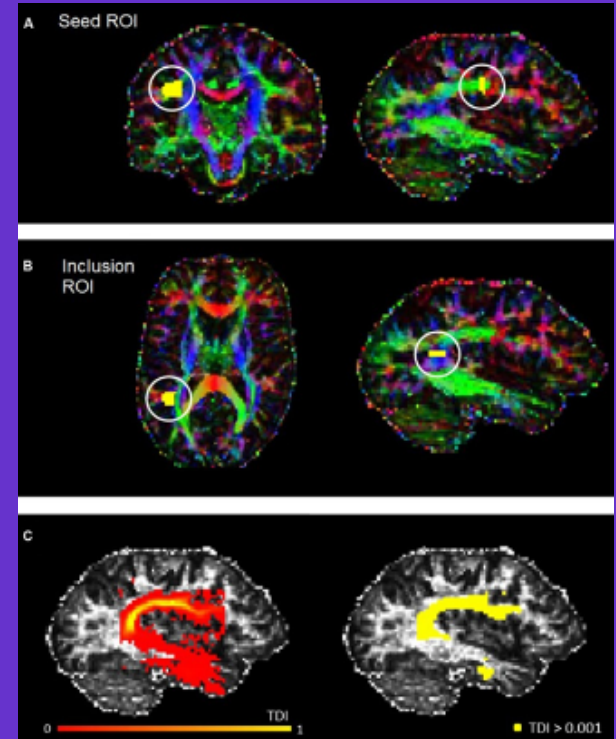 A Seed ROI
B Inclusion
ROI
C
TDI
0 1
TDI > 0.001